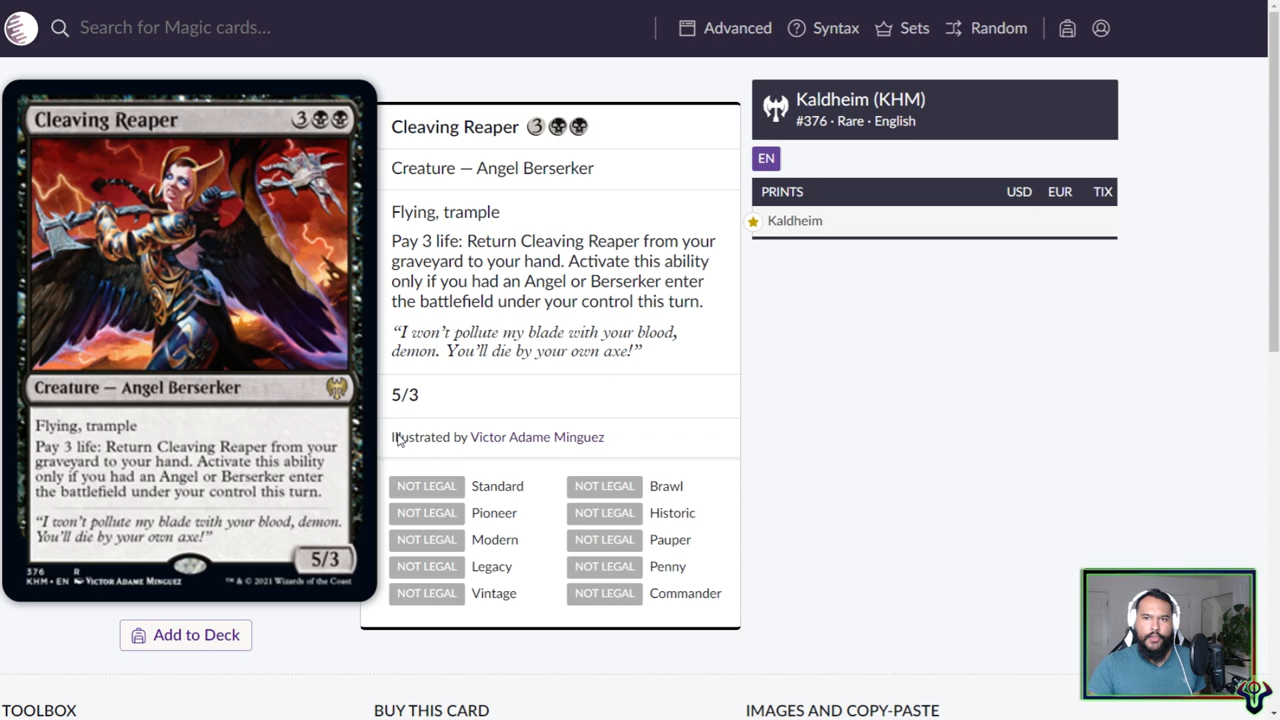 Search for Magic cards...
Advanced
Syntax
Sets
Random
Cleaving Reaper 3
Creature — Angel Berserker
Flying, trample
Pay 3 life: Return Cleaving Reaper from your
graveyard to your hand. Activate this ability
only if you had an Angel or Berserker enter
the battlefield under your control this turn.
“I won’t pollute my blade with your blood, demon.
You’ll die by your own axe!”
5/3
376 R
KHM • EN VICTOR ADAME MINGUEZ
™ & © 2021 Wizards of the Coast
Add to Deck
Cleaving Reaper 3
Creature — Angel Berserker
Flying, trample
Pay 3 life: Return Cleaving Reaper from your
graveyard to your hand. Activate this ability
only if you had an Angel or Berserker enter
the battlefield under your control this turn.
“I won’t pollute my blade with your blood,
demon. You’ll die by your own axe!”
5/3
Illustrated by Victor Adame Minguez
NOT LEGAL Standard NOT LEGAL Brawl
NOT LEGAL Pioneer NOT LEGAL Historic
NOT LEGAL Modern NOT LEGAL Pauper
NOT LEGAL Legacy NOT LEGAL Penny
NOT LEGAL Vintage NOT LEGAL Commander
Kaldheim (KHM)
#376 · Rare · English
EN
PRINTS USD EUR TIX
Kaldheim
TOOLBOX
BUY THIS CARD
IMAGES AND COPY-PASTE